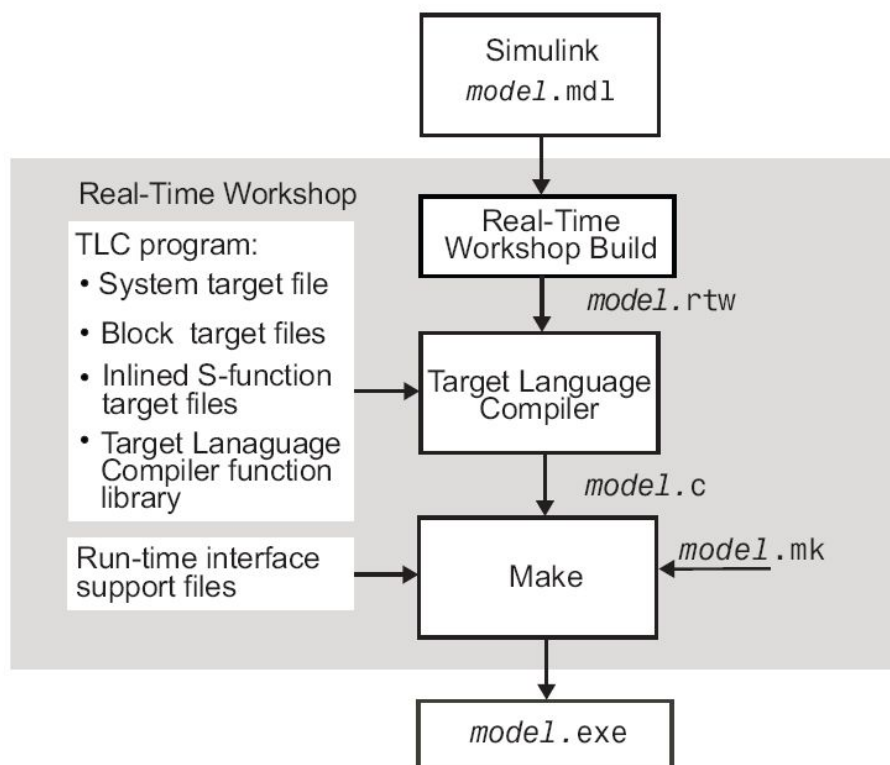 Simulink
model.mdl
Real-Time Workshop
Real-Time
Workshop Build
TLC program:
• System target file
• Block target files
• Inlined S-function
target files
• Target Lanaguage
Compiler function
library
model.rtw
Target Language
Compiler
model.c
Run-time interface
support files
Make
model.mk
model.exe